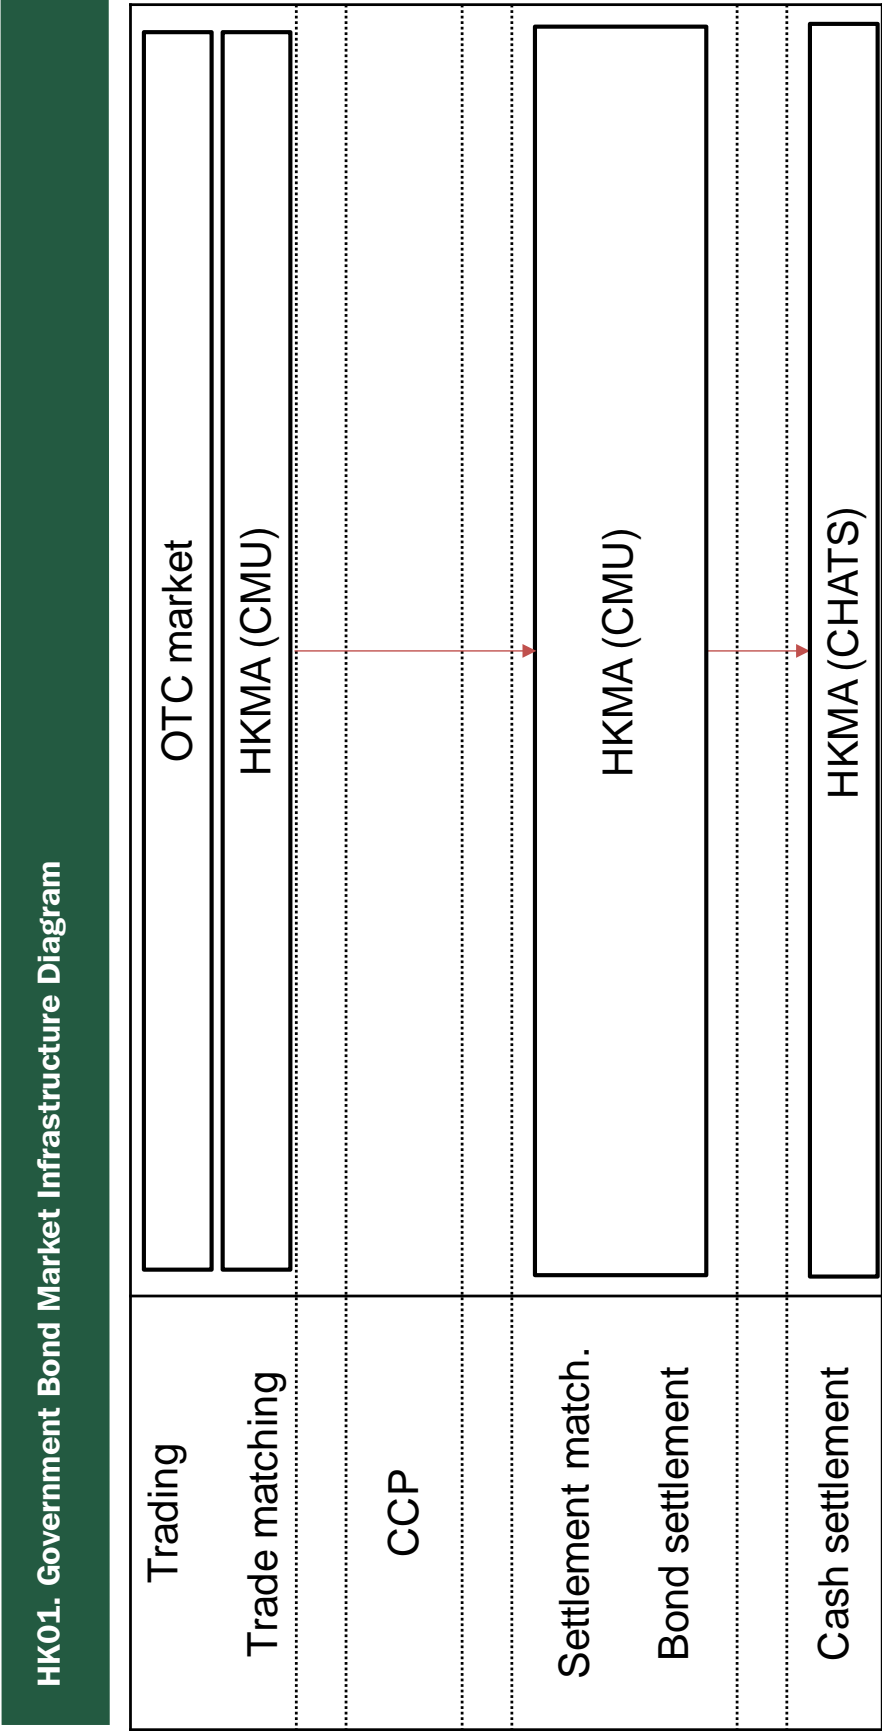 HK01. Government Bond Market Infrastructure Diagram
Trading
OTC market
Trade matching
HKMA (CMU)
CCP
Settlement match.
HKMA (CMU)
Bond settlement
Cash settlement
HKMA (CHATS)